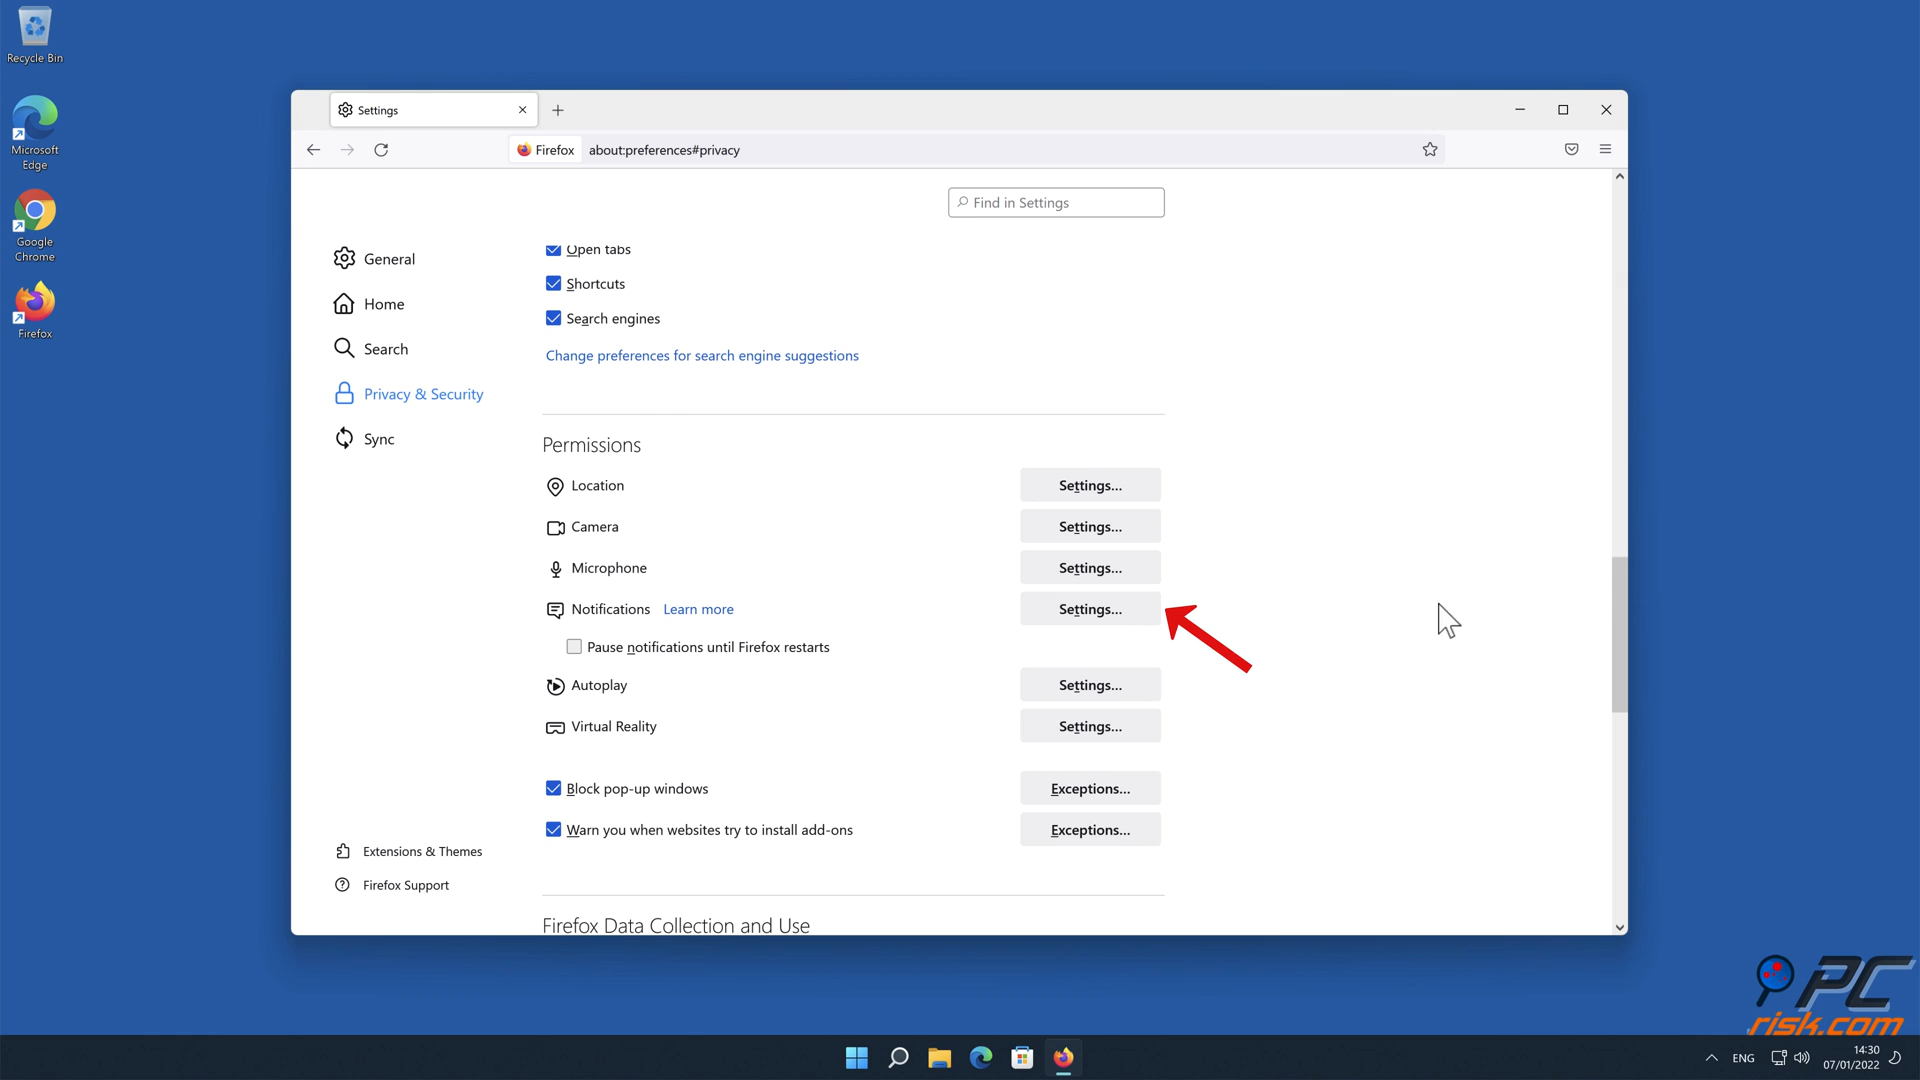 Recycle Bin
Microsoft
Edge
Google
Chrome
Firefox
Settings
Firefox
about:preferences#privacy
Find in Settings
General
Home
Search
Privacy & Security
Sync
Extensions & Themes
Firefox Support
Open tabs
Shortcuts
Search engines
Change preferences for search engine suggestions
Permissions
Location Settings...
Camera Settings...
Microphone Settings...
Notifications Learn more Settings...
Pause notifications until Firefox restarts
Autoplay Settings...
Virtual Reality Settings...
Block pop-up windows Exceptions...
Warn you when websites try to install add-ons Exceptions...
Firefox Data Collection and Use
PC
risk.com
ENG
14:30
07/01/2022